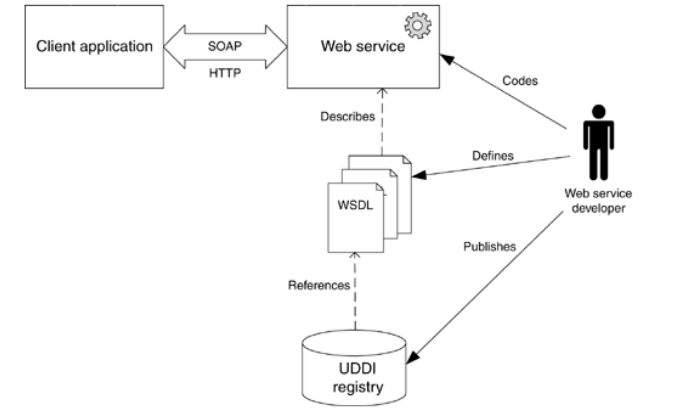 Client application
SOAP
HTTP
Web service
Codes
Describes
Defines
WSDL
Web service
developer
Publishes
References
UDDI
registry